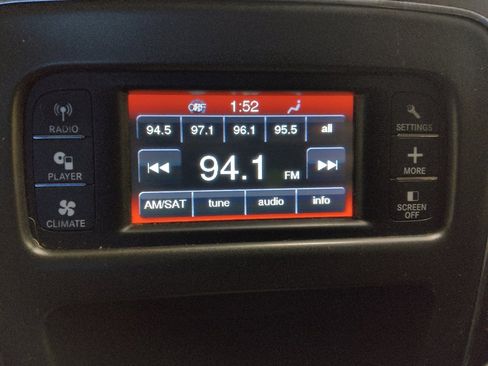 1:52
94.5 97.1 96.1 95.5 all
94.1 FM
AM/SAT tune audio info
RADIO
PLAYER
CLIMATE
SETTINGS
MORE
SCREEN
OFF